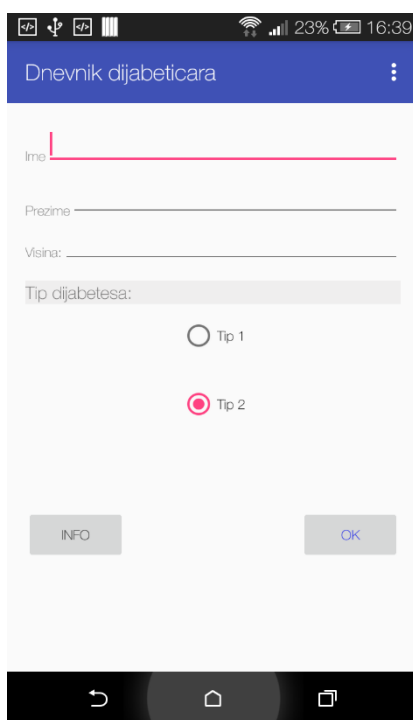 23% 16:39
Dnevnik dijabeticara
Ime
Prezime
Visina:
Tip dijabetesa:
Tip 1
Tip 2
INFO OK